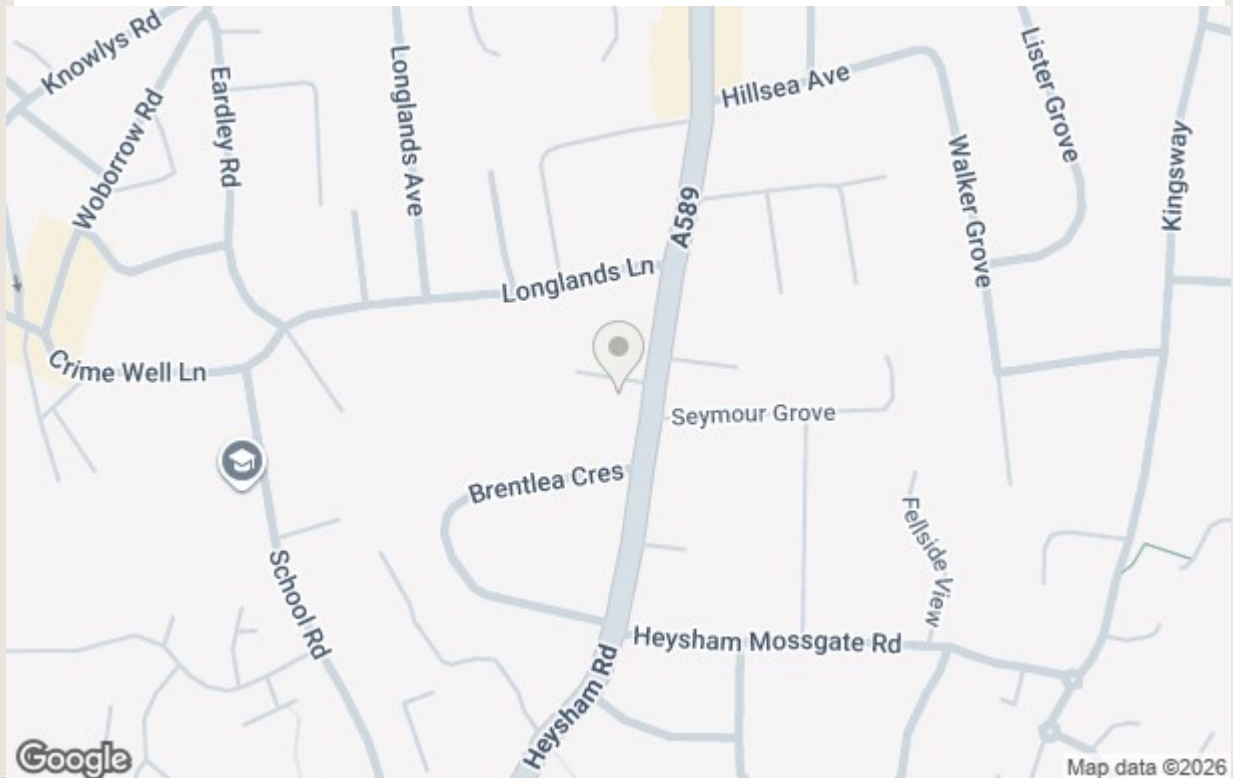 Knowlys Rd
Woborrow Rd
Eardley Rd
Longlands Ave
Hillsea Ave
Lister Grove
Kingsway
Walker Grove
A589
Longlands Ln
Crime Well Ln
Seymour Grove
Brentlea Cres
Fellside View
School Rd
Heysham Mossgate Rd
Heysham Rd
Google
Map data ©2026